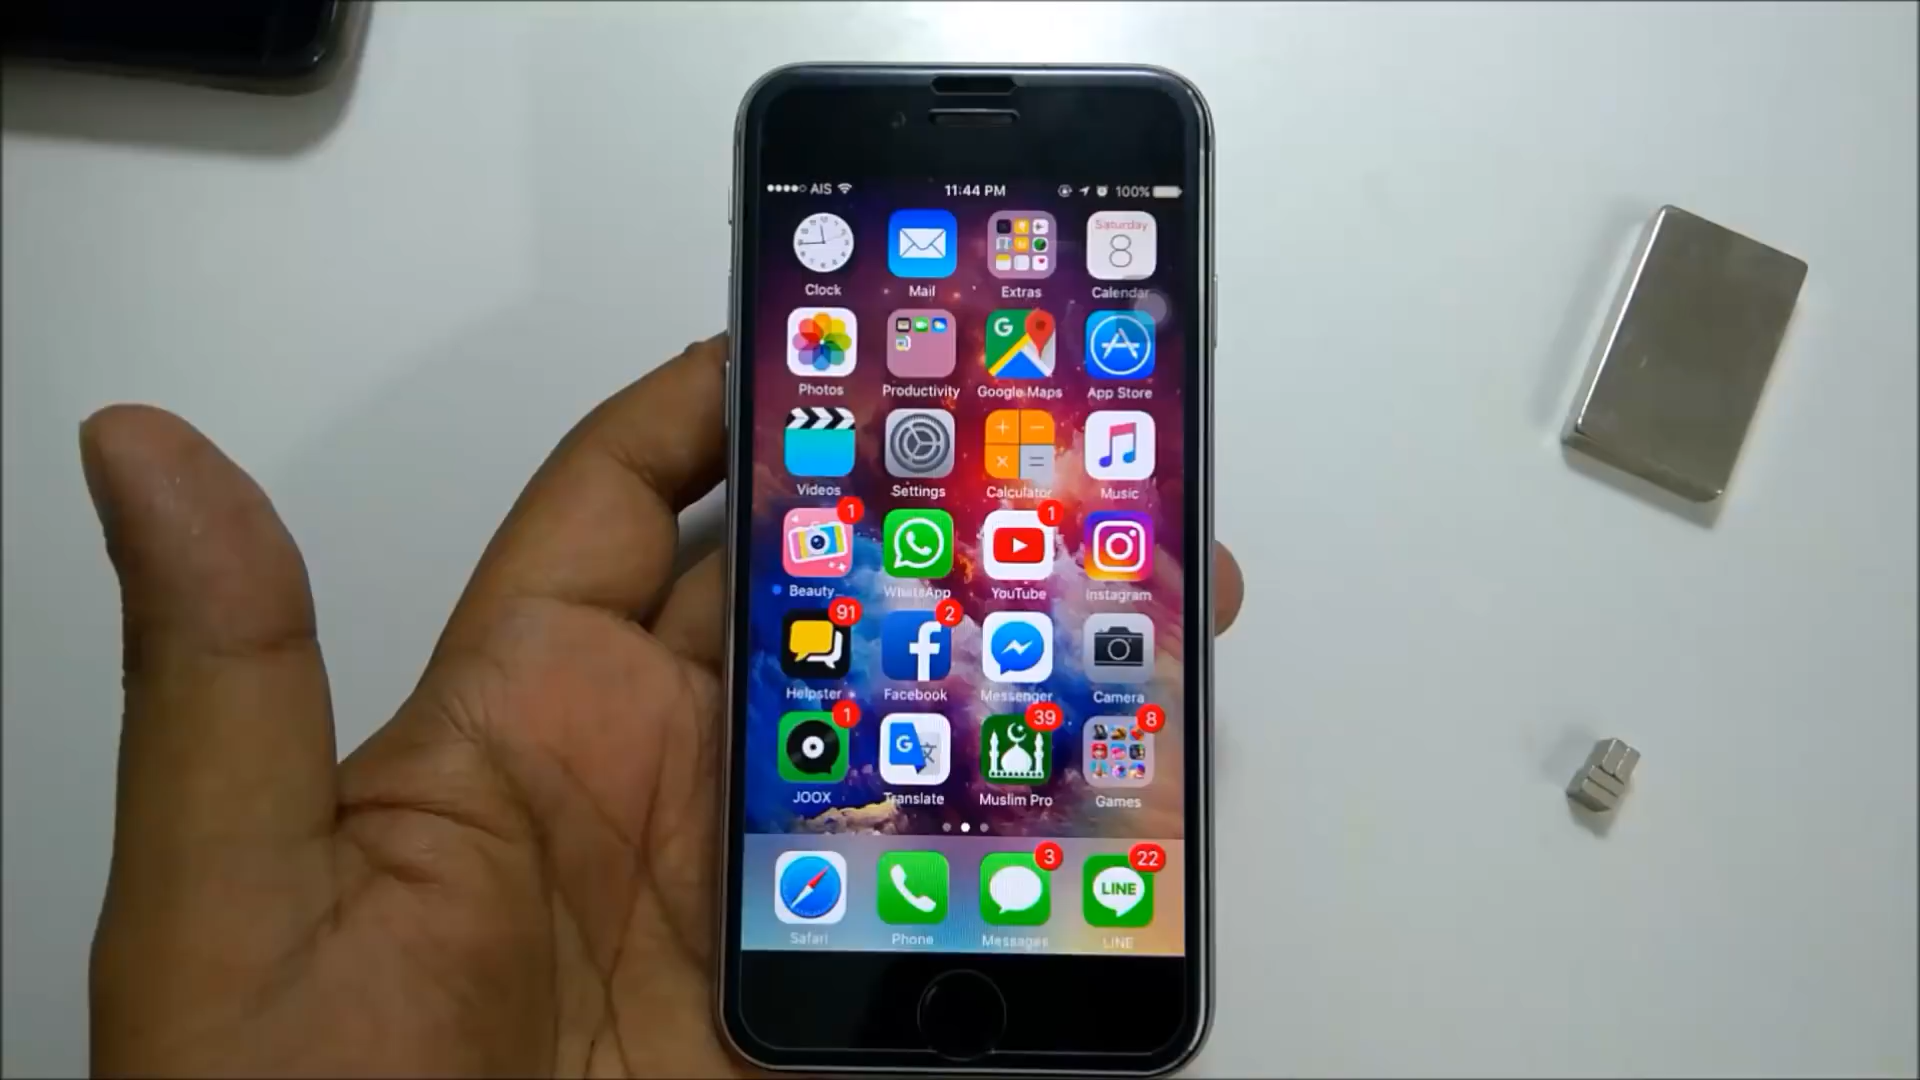 AIS 11:44 PM 100%
Saturday
8
Clock Mail Extras Calendar
G
Photos Productivity Google Maps App Store
Videos Settings Calculator Music
1 1
Beauty... WhatsApp YouTube Instagram
91 2
Helpster Facebook Messenger Camera
1 39 8
G
JOOX Translate Muslim Pro Games
3 22
LINE
Safari Phone Messages LINE